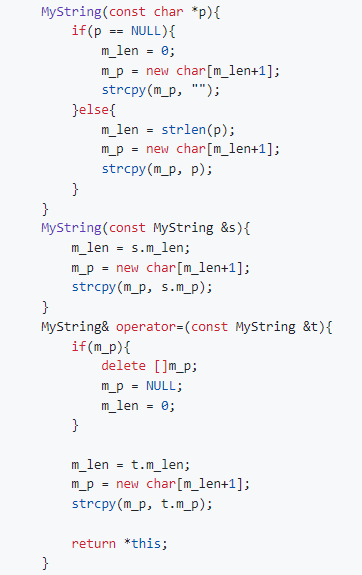 MyString(const char *p){
    if(p == NULL){
        m_len = 0;
        m_p = new char[m_len+1];
        strcpy(m_p, "");
    }else{
        m_len = strlen(p);
        m_p = new char[m_len+1];
        strcpy(m_p, p);
    }
}
MyString(const MyString &s){
    m_len = s.m_len;
    m_p = new char[m_len+1];
    strcpy(m_p, s.m_p);
}
MyString& operator=(const MyString &t){
    if(m_p){
        delete []m_p;
        m_p = NULL;
        m_len = 0;
    }

    m_len = t.m_len;
    m_p = new char[m_len+1];
    strcpy(m_p, t.m_p);

    return *this;
}